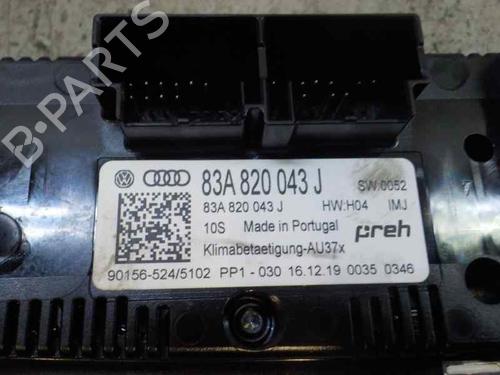 B-PARTS
83A 820 043 J
SW:0052
83A 820 043 J
HW:H04 IMJ
10S Made in Portugal
preh
Klimabetaetigung-AU37x
90156-524/5102 PP1 - 030 16.12.19 0035 0346